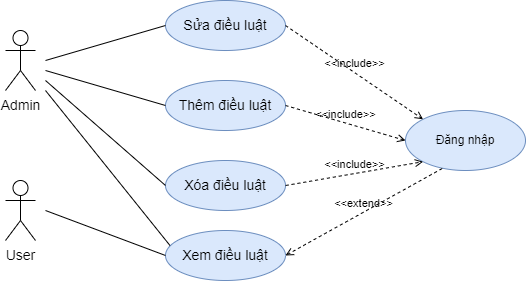 Sửa điều luật
<<include>>
Admin
Thêm điều luật
<<include>>
Đăng nhập
<<include>>
Xóa điều luật
<<extend>>
User
Xem điều luật